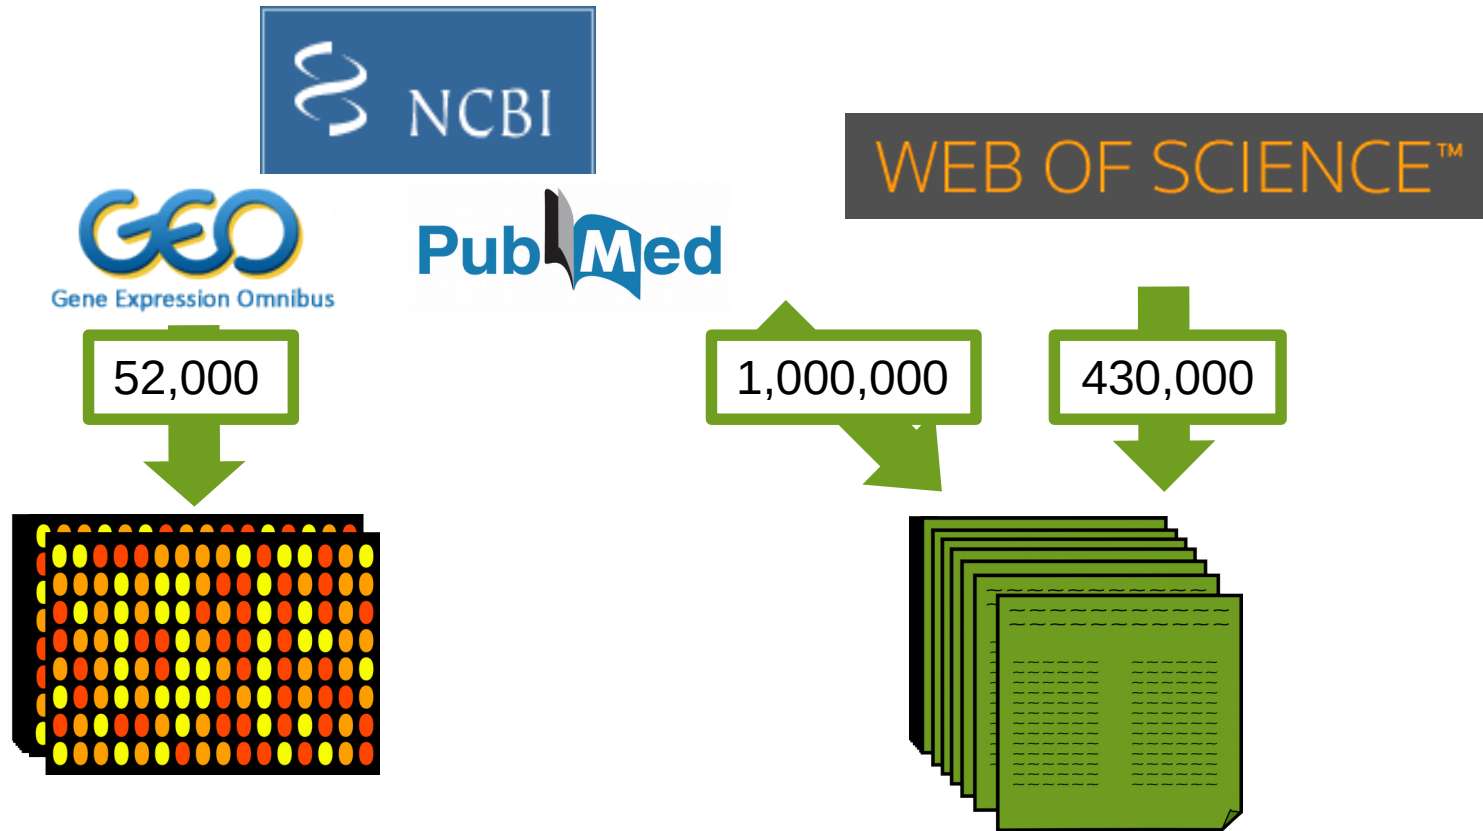 NCBI
WEB OF SCIENCE™
GEO
Gene Expression Omnibus
PubMed
52,000
1,000,000
430,000